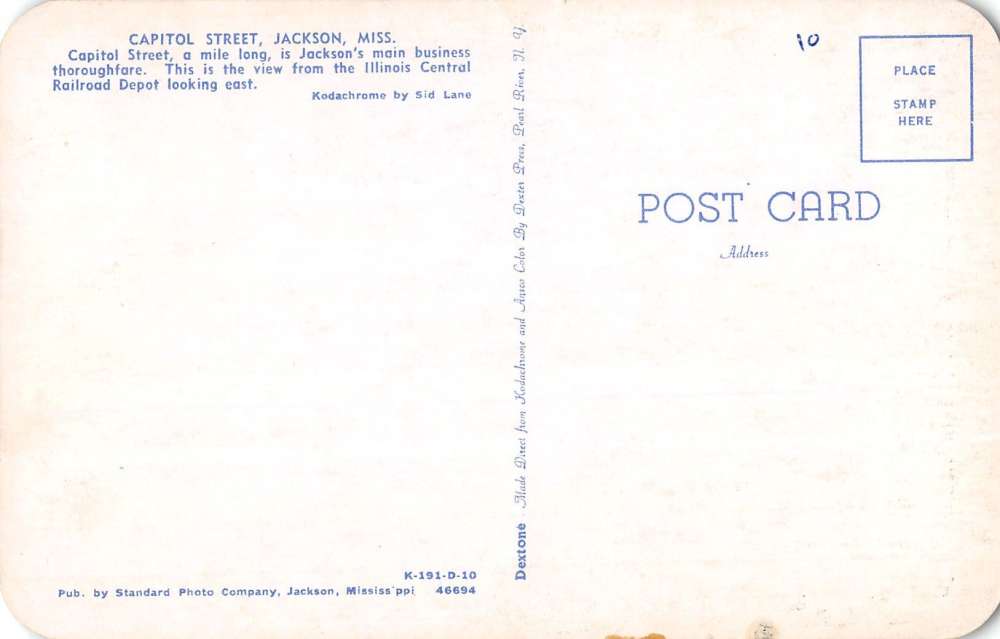 CAPITOL STREET, JACKSON, MISS.
Capitol Street, a mile long, is Jackson's main business
thoroughfare. This is the view from the Illinois Central
Railroad Depot looking east.
Kodachrome by Sid Lane
K-191-D-10
Pub. by Standard Photo Company, Jackson, Mississippi 46694
Dextone Made Direct from Kodachrome and Ansco Color By Dexter Press, Pearl River, N. Y.
10
PLACE
STAMP
HERE
POST CARD
Address